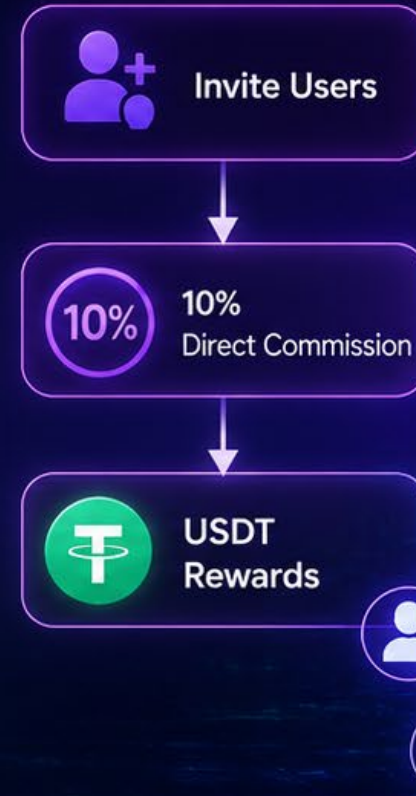 Invite Users
10%
10%
Direct Commission
USDT
Rewards